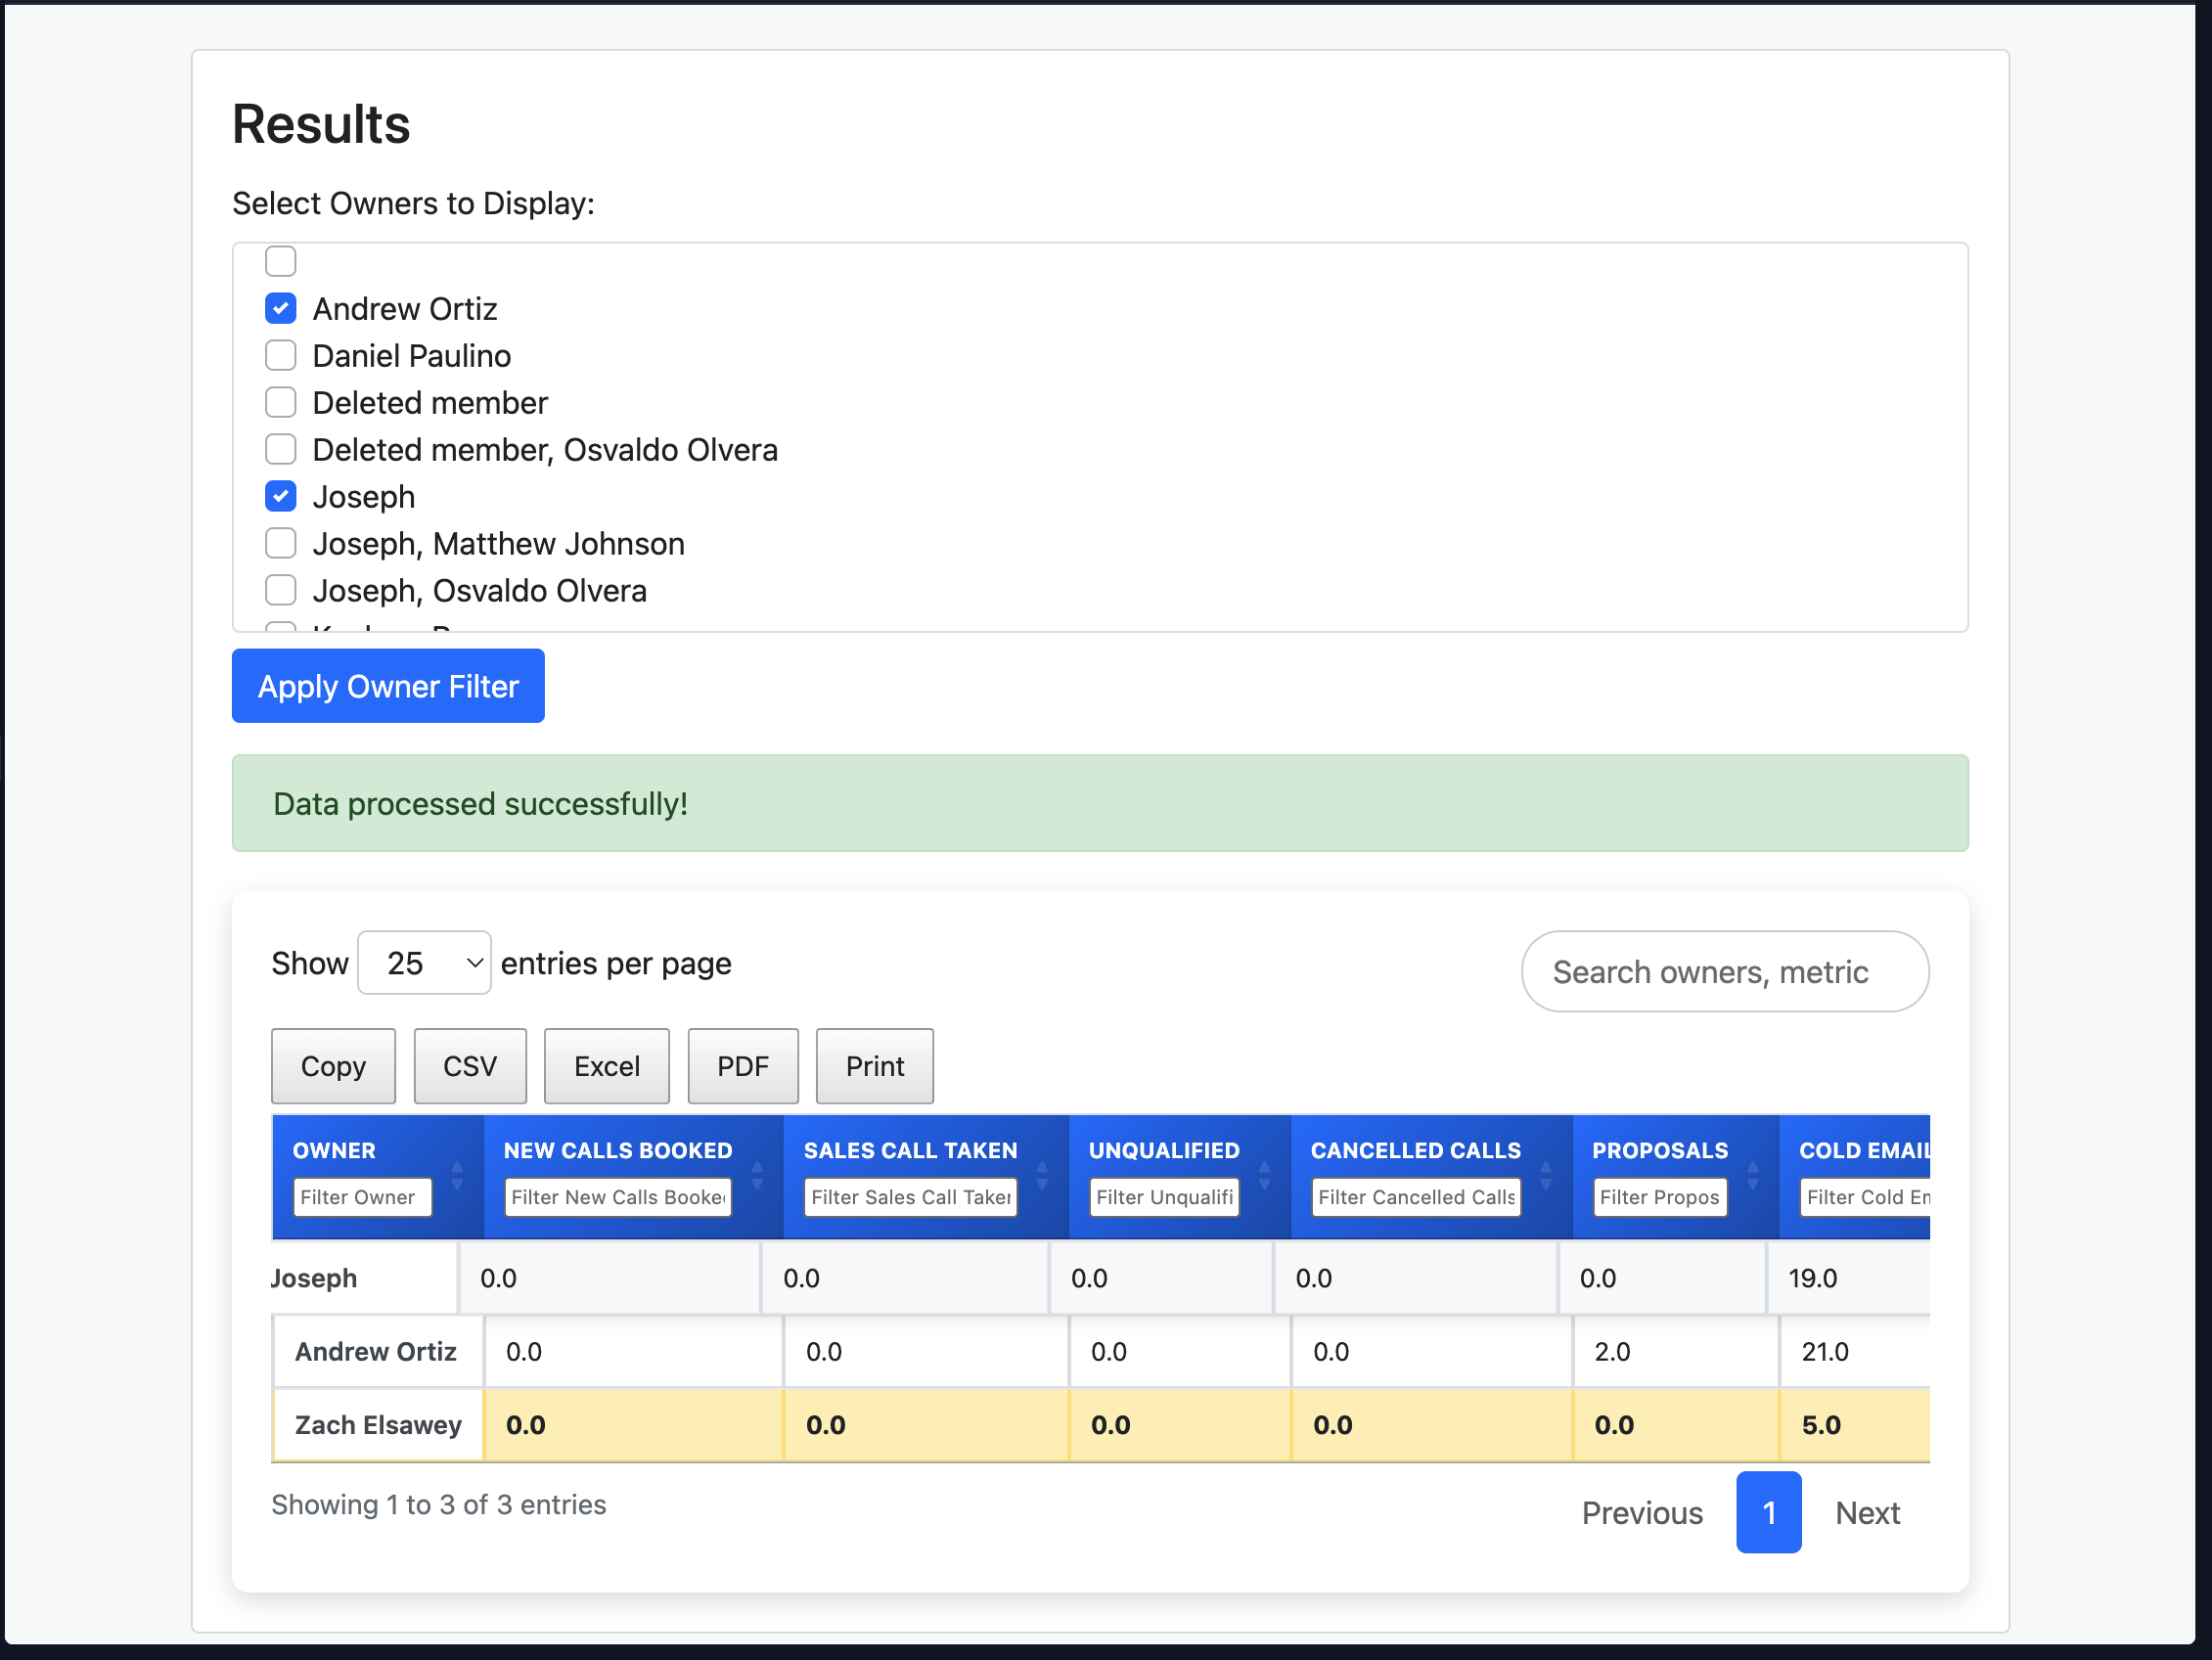 Results
Select Owners to Display:
Andrew Ortiz
Daniel Paulino
Deleted member
Deleted member, Osvaldo Olvera
Joseph
Joseph, Matthew Johnson
Joseph, Osvaldo Olvera
Apply Owner Filter
Data processed successfully!
Show 25 entries per page
Search owners, metric
Copy CSV Excel PDF Print
OWNER NEW CALLS BOOKED SALES CALL TAKEN UNQUALIFIED CANCELLED CALLS PROPOSALS COLD EMAIL
Filter Owner Filter New Calls Booke Filter Sales Call Taker Filter Unqualifi Filter Cancelled Calls Filter Propos Filter Cold En
Joseph 0.0 0.0 0.0 0.0 0.0 19.0
Andrew Ortiz 0.0 0.0 0.0 0.0 2.0 21.0
Zach Elsawey 0.0 0.0 0.0 0.0 0.0 5.0
Showing 1 to 3 of 3 entries
Previous 1 Next